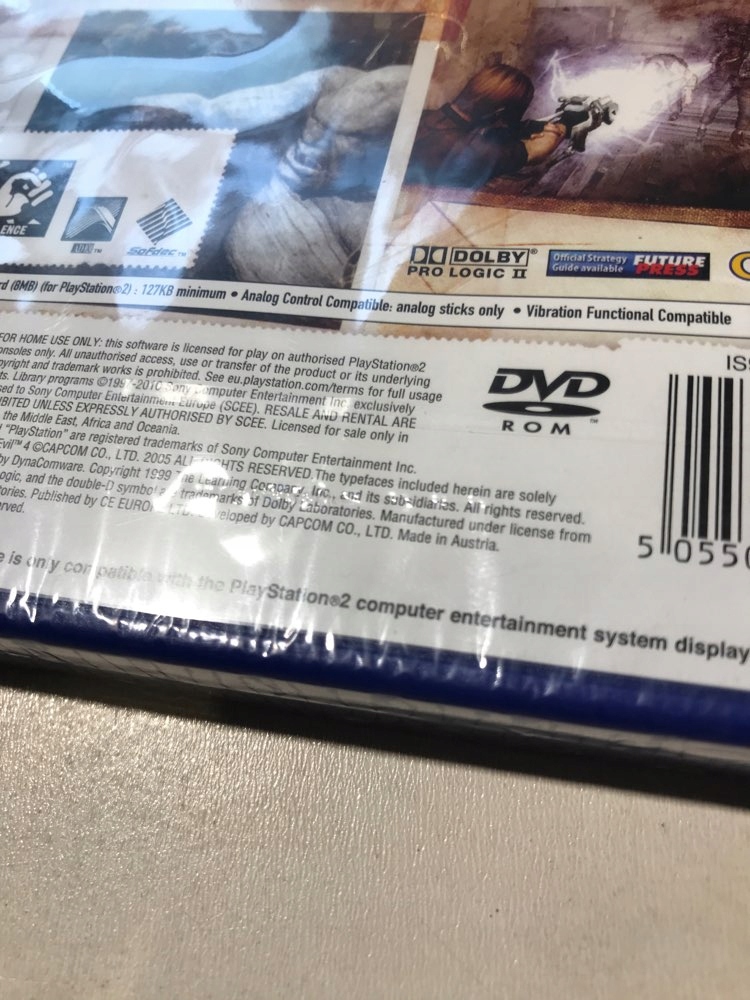 ENCE
ADX™
Sofdec™
DOLBY®
PRO LOGIC II
Official Strategy
Guide available
FUTURE
PRESS
rd (8MB) (for PlayStation®2) : 127KB minimum • Analog Control Compatible: analog sticks only • Vibration Functional Compatible
FOR HOME USE ONLY: this software is licensed for play on authorised PlayStation®2
onsoles only. All unauthorised access, use or transfer of the product or its underlying
pyright and trademark works is prohibited. See eu.playstation.com/terms for full usage
ts. Library programs ©1997-2010 Sony Computer Entertainment Inc. exclusively
sed to Sony Computer Entertainment Europe (SCEE). RESALE AND RENTAL ARE
IBITED UNLESS EXPRESSLY AUTHORISED BY SCEE. Licensed for sale only in
the Middle East, Africa and Oceania.
"PlayStation" are registered trademarks of Sony Computer Entertainment Inc.
Evil™ 4 ©CAPCOM CO., LTD. 2005 ALL RIGHTS RESERVED. The typefaces included herein are solely
by DynaComware. Copyright 1999 The Learning Company, Inc., and its subsidiaries. All rights reserved.
ogic, and the double-D symbol are trademarks of Dolby Laboratories. Manufactured under license from
tories. Published by CE EUROPE LTD. Developed by CAPCOM CO., LTD. Made in Austria.
rved.
DVD
ROM™
IS
5 0550
e is only compatible with the PlayStation®2 computer entertainment system display